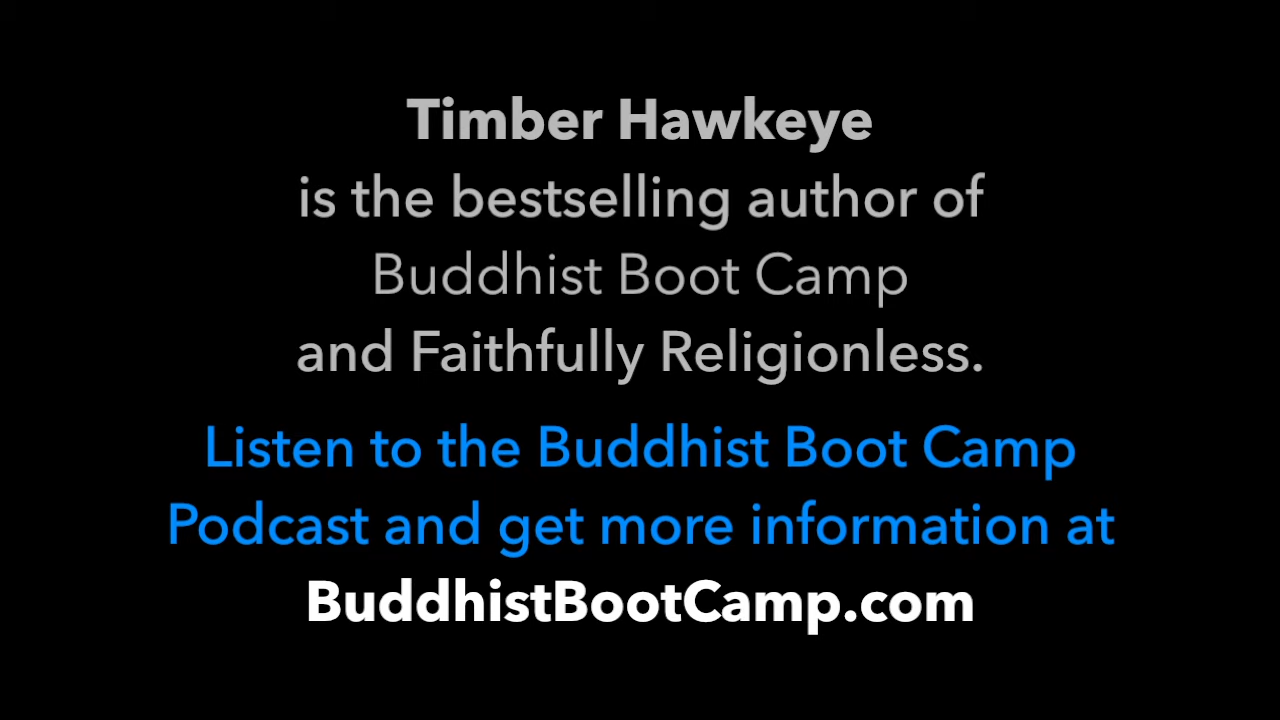 Timber Hawkeye
is the bestselling author of
Buddhist Boot Camp
and Faithfully Religionless.
Listen to the Buddhist Boot Camp
Podcast and get more information at
BuddhistBootCamp.com